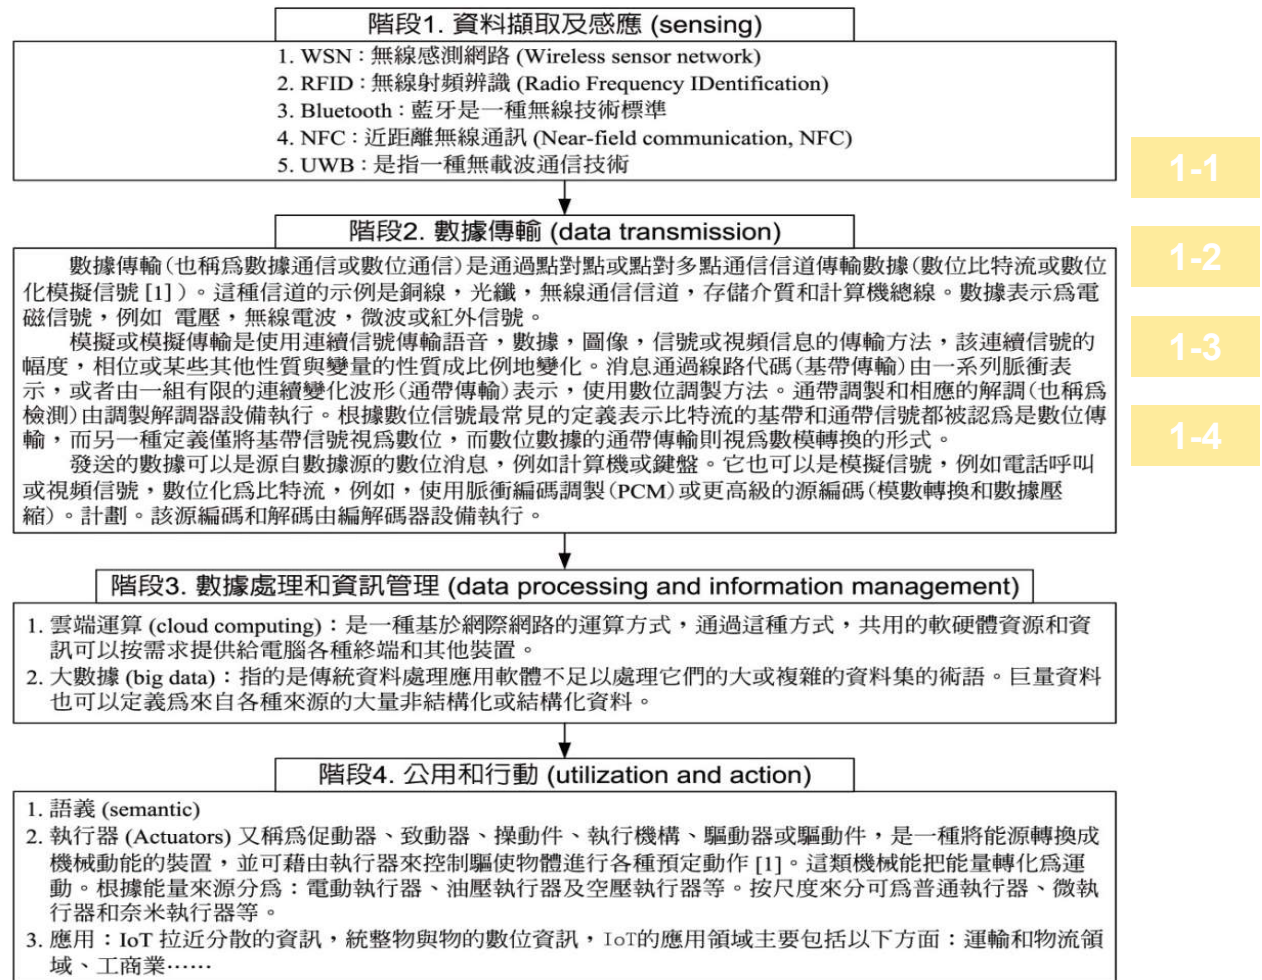 階段1. 資料擷取及感應 (sensing)
1. WSN：無線感測網路 (Wireless sensor network)
2. RFID：無線射頻辨識 (Radio Frequency IDentification)
3. Bluetooth：藍牙是一種無線技術標準
4. NFC：近距離無線通訊 (Near-field communication, NFC)
5. UWB：是指一種無載波通信技術
階段2. 數據傳輸 (data transmission)
數據傳輸(也稱爲數據通信或數位通信)是通過點對點或點對多點通信信道傳輸數據(數位比特流或數位
化模擬信號 [1] )。這種信道的示例是銅線，光纖，無線通信信道，存儲介質和計算機總線。數據表示爲電
磁信號，例如 電壓，無線電波，微波或紅外信號。
模擬或模擬傳輸是使用連續信號傳輸語音，數據，圖像，信號或視頻信息的傳輸方法，該連續信號的
幅度，相位或某些其他性質與變量的性質成比例地變化。消息通過線路代碼(基帶傳輸)由一系列脈衝表
示，或者由一組有限的連續變化波形(通帶傳輸)表示，使用數位調製方法。通帶調製和相應的解調(也稱爲
檢測)由調製解調器設備執行。根據數位信號最常見的定義表示比特流的基帶和通帶信號都被認爲是數位傳
輸，而另一種定義僅將基帶信號視爲數位，而數位數據的通帶傳輸則視爲數模轉換的形式。
發送的數據可以是源自數據源的數位消息，例如計算機或鍵盤。它也可以是模擬信號，例如電話呼叫
或視頻信號，數位化爲比特流，例如，使用脈衝編碼調製(PCM)或更高級的源編碼(模數轉換和數據壓
縮)。計劃。該源編碼和解碼由編解碼器設備執行。
階段3. 數據處理和資訊管理 (data processing and information management)
1. 雲端運算 (cloud computing)：是一種基於網際網路的運算方式，通過這種方式，共用的軟硬體資源和資
訊可以按需求提供給電腦各種終端和其他裝置。
2. 大數據 (big data)：指的是傳統資料處理應用軟體不足以處理它們的大或複雜的資料集的術語。巨量資料
也可以定義爲來自各種來源的大量非結構化或結構化資料。
階段4. 公用和行動 (utilization and action)
1. 語義 (semantic)
2. 執行器 (Actuators) 又稱爲促動器、致動器、操動件、執行機構、驅動器或驅動件，是一種將能源轉換成
機械動能的裝置，並可藉由執行器來控制驅使物體進行各種預定動作 [1]。這類機械能把能量轉化爲運
動。根據能量來源分爲：電動執行器、油壓執行器及空壓執行器等。按尺度來分可爲普通執行器、微執
行器和奈米執行器等。
3. 應用：IoT 拉近分散的資訊，統整物與物的數位資訊，IoT的應用領域主要包括以下方面：運輸和物流領
域、工商業……
1-1
1-2
1-3
1-4